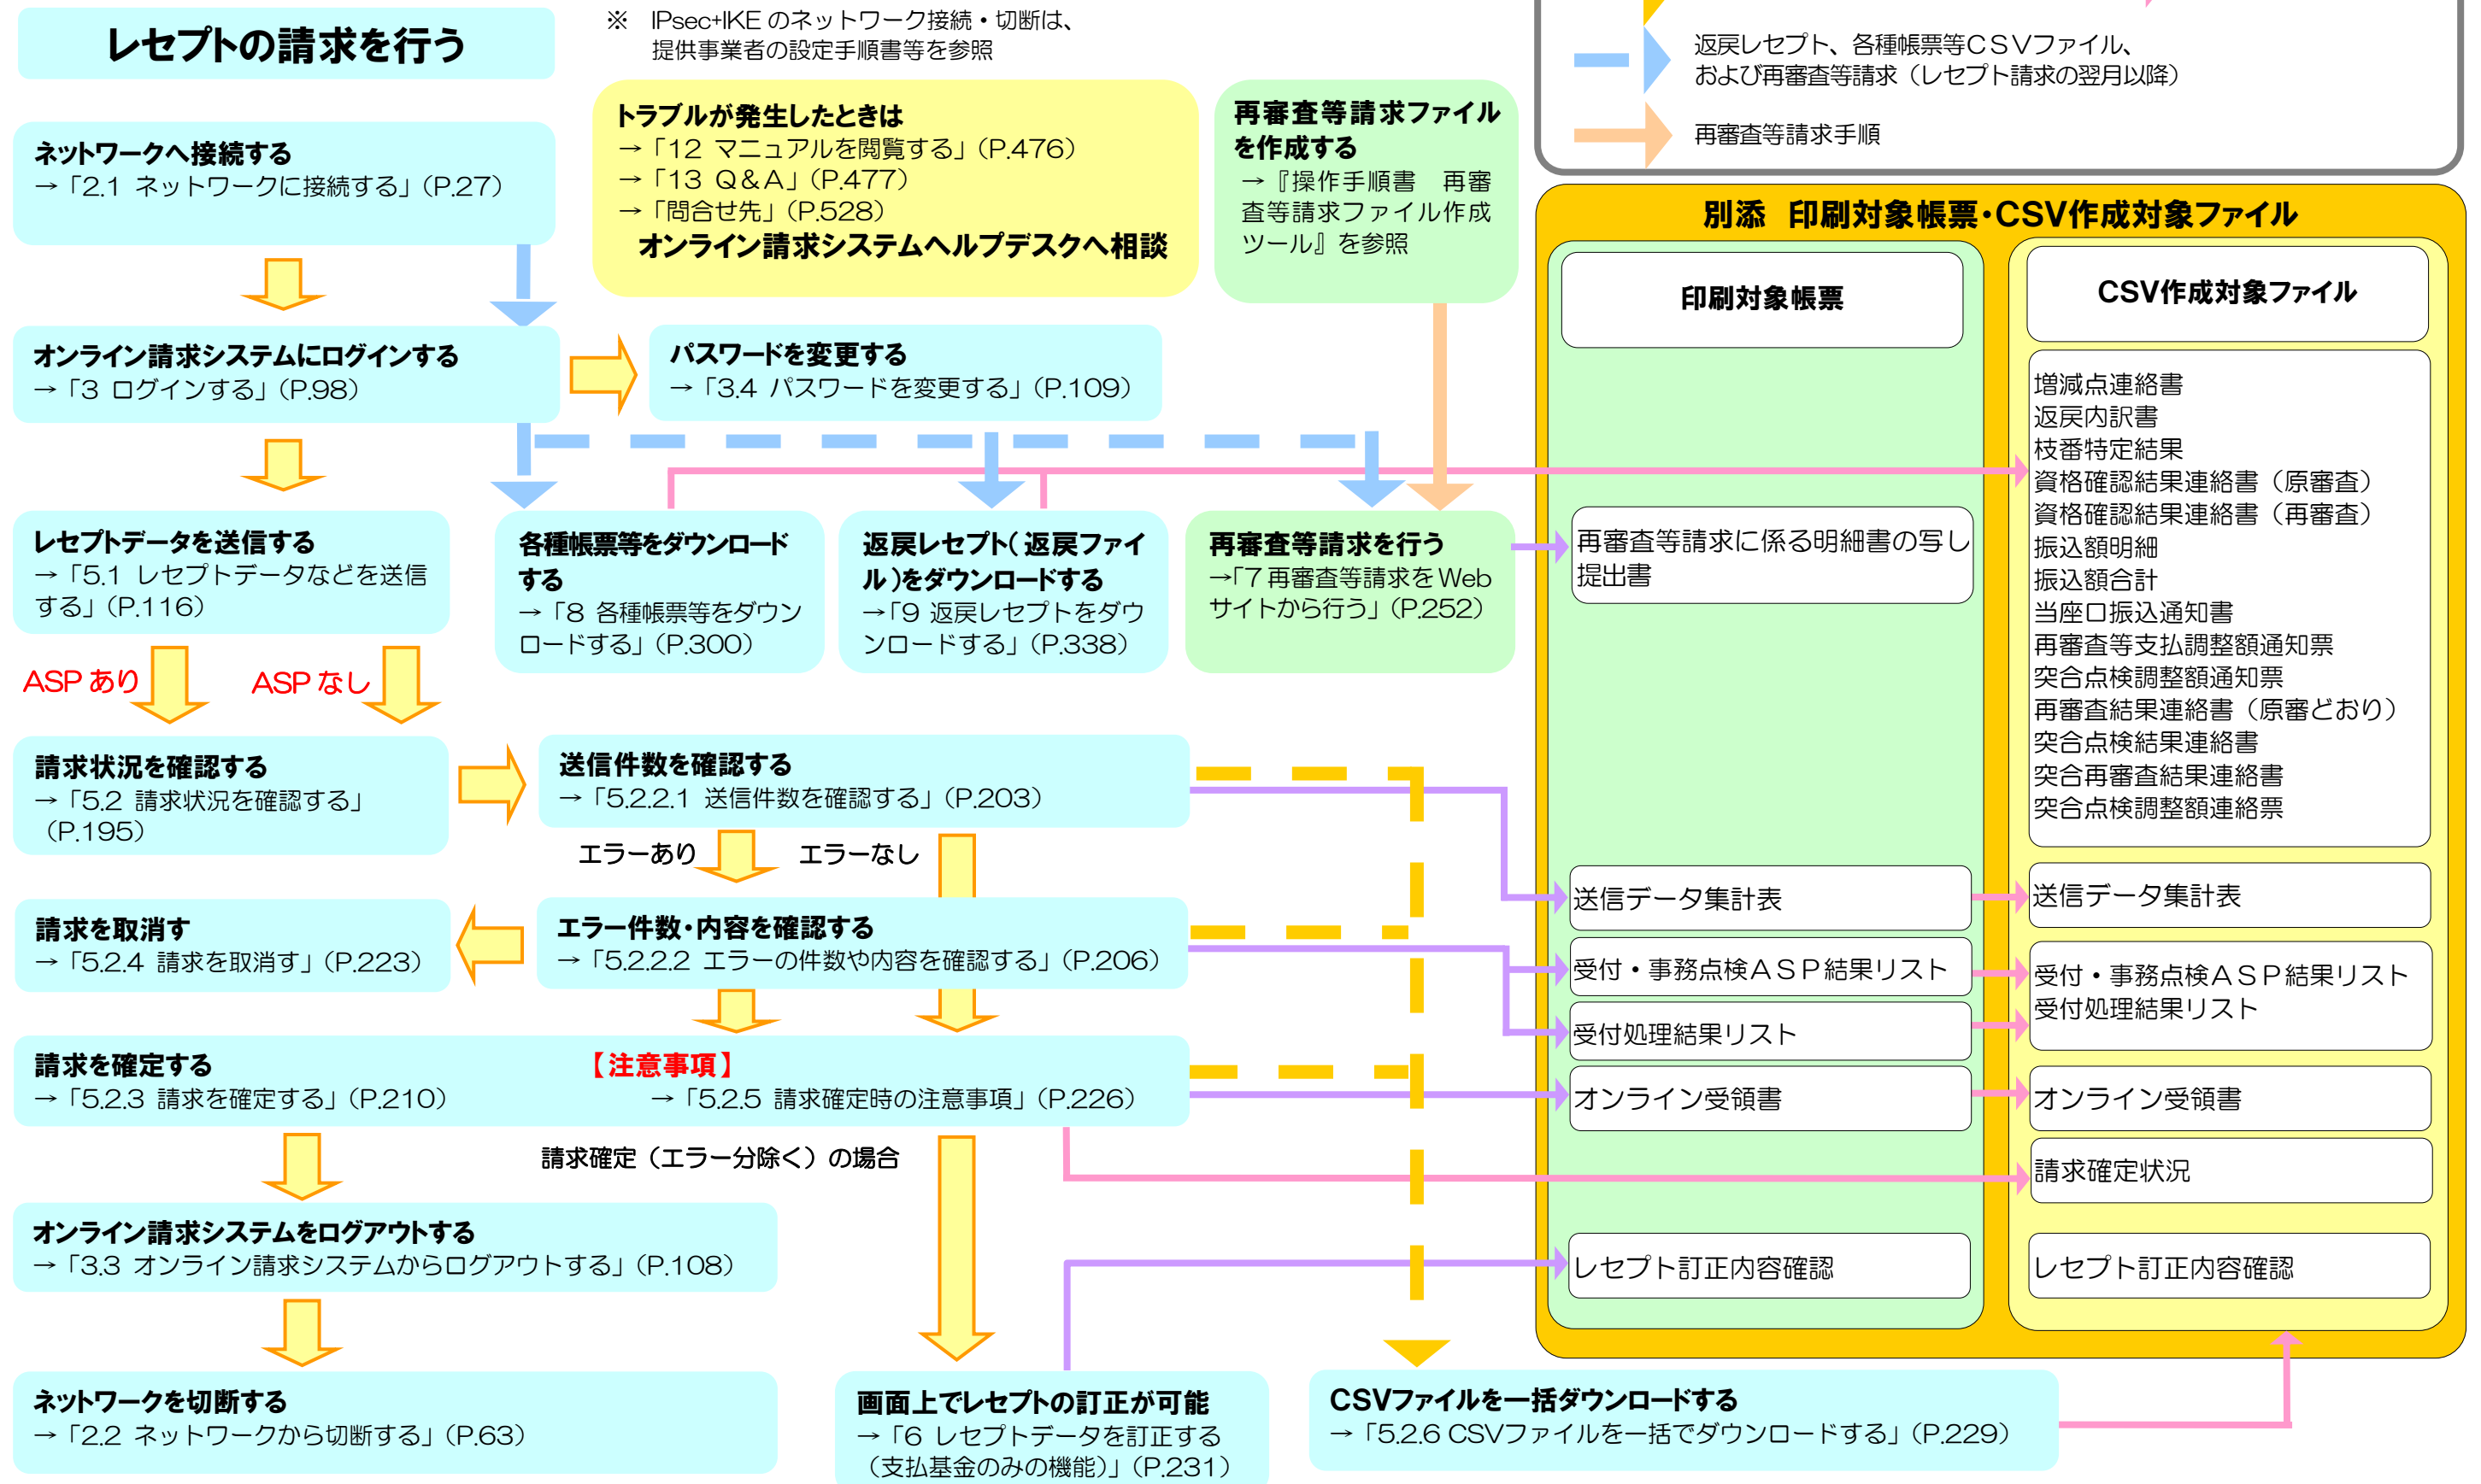 レセプトの請求を行う
※ IPsec+IKE のネットワーク接続・切断は、
提供事業者の設定手順書等を参照
返戻レセプト、各種帳票等ＣＳＶファイル、
および再審査等請求（レセプト請求の翌月以降）
再審査等請求手順
ネットワークへ接続する
→「2.1 ネットワークに接続する」（P.27）
トラブルが発生したときは
→「12 マニュアルを閲覧する」（P.476）
→「13 Ｑ＆Ａ」（P.477）
→「問合せ先」（P.528）
オンライン請求システムヘルプデスクへ相談
再審査等請求ファイル
を作成する
→『操作手順書　再審
査等請求ファイル作成
ツール』を参照
オンライン請求システムにログインする
→「3 ログインする」（P.98）
パスワードを変更する
→「3.4 パスワードを変更する」（P.109）
レセプトデータを送信する
→「5.1 レセプトデータなどを送信
する」（P.116）
各種帳票等をダウンロード
する
→「8 各種帳票等をダウン
ロードする」（P.300）
返戻レセプト（返戻ファイ
ル）をダウンロードする
→「9 返戻レセプトをダウ
ンロードする」（P.338）
再審査等請求を行う
→「7 再審査等請求を Web
サイトから行う」（P.252）
ASP あり
ASP なし
請求状況を確認する
→「5.2 請求状況を確認する」
（P.195）
送信件数を確認する
→「5.2.2.1 送信件数を確認する」（P.203）
エラーあり
エラーなし
請求を取消す
→「5.2.4 請求を取消す」（P.223）
エラー件数・内容を確認する
→「5.2.2.2 エラーの件数や内容を確認する」（P.206）
請求を確定する
→「5.2.3 請求を確定する」（P.210）
【注意事項】
→「5.2.5 請求確定時の注意事項」（P.226）
請求確定（エラー分除く）の場合
オンライン請求システムをログアウトする
→「3.3 オンライン請求システムからログアウトする」（P.108）
ネットワークを切断する
→「2.2 ネットワークから切断する」（P.63）
画面上でレセプトの訂正が可能
→「6 レセプトデータを訂正する
（支払基金のみの機能）」（P.231）
CSVファイルを一括ダウンロードする
→「5.2.6 CSVファイルを一括でダウンロードする」（P.229）
別添 印刷対象帳票・CSV作成対象ファイル
印刷対象帳票
再審査等請求に係る明細書の写し
提出書
送信データ集計表
受付・事務点検ＡＳＰ結果リスト
受付処理結果リスト
オンライン受領書
レセプト訂正内容確認
CSV作成対象ファイル
増減点連絡書
返戻内訳書
枝番特定結果
資格確認結果連絡書（原審査）
資格確認結果連絡書（再審査）
振込額明細
振込額合計
当座口振込通知書
再審査等支払調整額通知票
突合点検調整額通知票
再審査結果連絡書（原審どおり）
突合点検結果連絡書
突合再審査結果連絡書
突合点検調整額連絡票
送信データ集計表
受付・事務点検ＡＳＰ結果リスト
受付処理結果リスト
オンライン受領書
請求確定状況
レセプト訂正内容確認